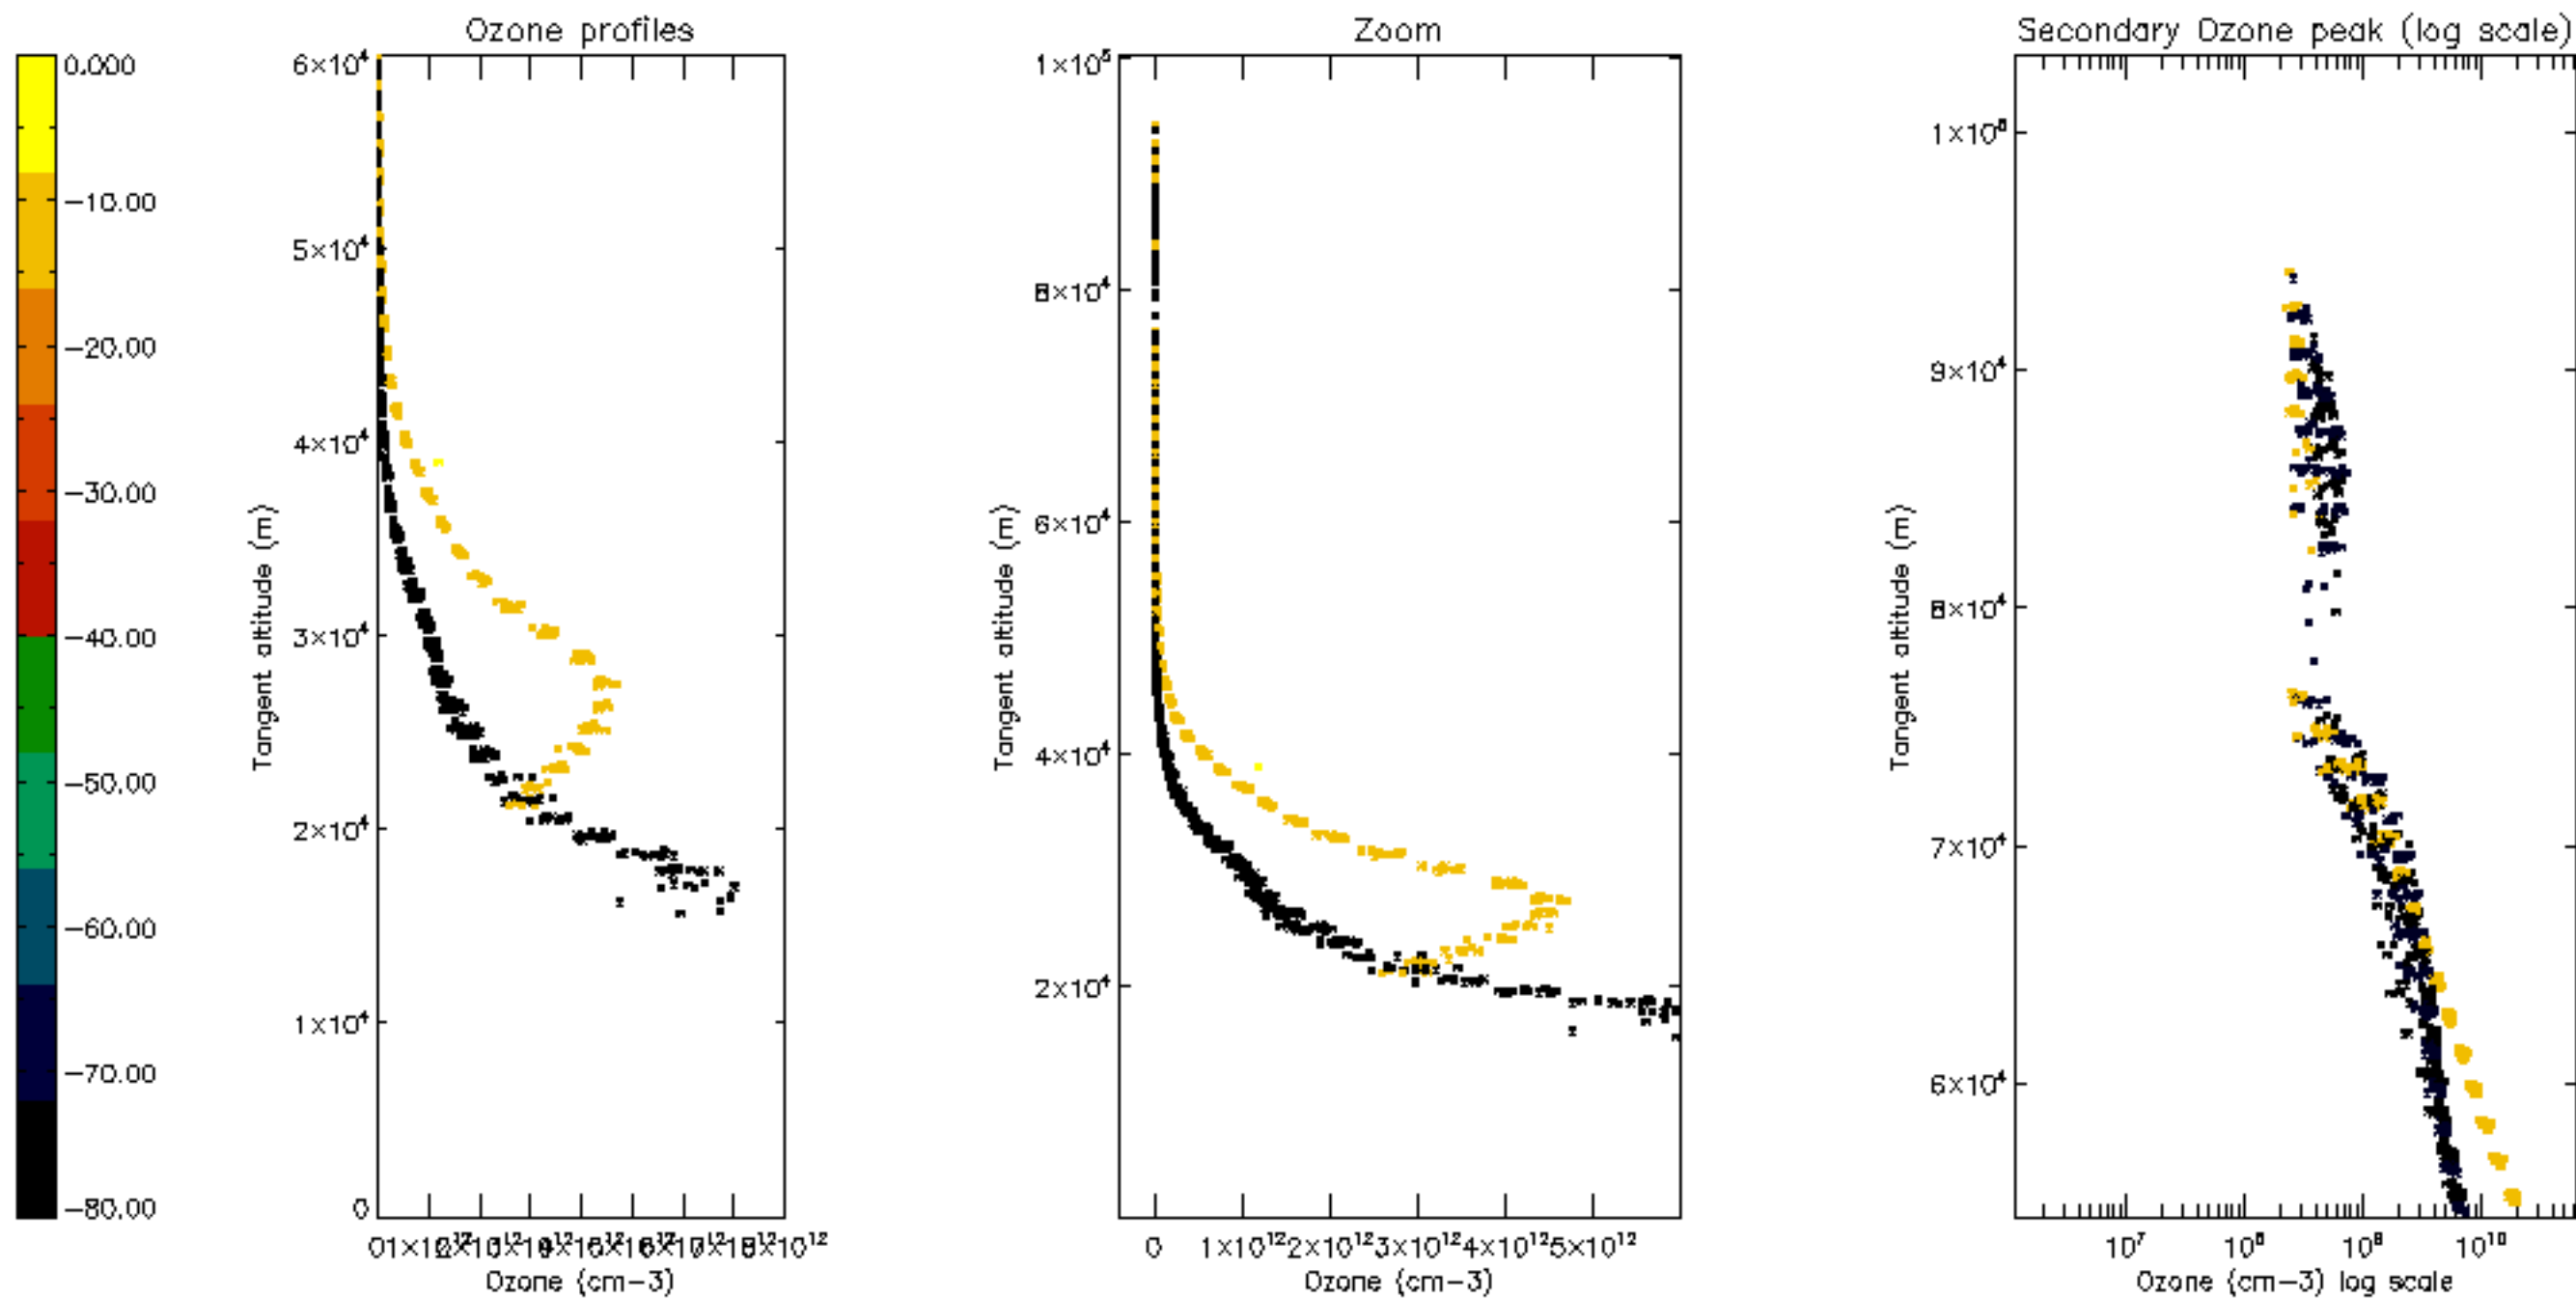 Ozone profiles
Zoom
Secondary Ozone peak (log scale)
0.000
−10.00
−20.00
−30.00
−40.00
−50.00
−60.00
−70.00
−80.00
6×10⁴
5×10⁴
4×10⁴
3×10⁴
2×10⁴
1×10⁴
0
Tangent altitude (m)
Ozone (cm−3)
1×10⁵
8×10⁴
6×10⁴
4×10⁴
2×10⁴
Tangent altitude (m)
0 1×10¹² 2×10¹² 3×10¹² 4×10¹² 5×10¹²
Ozone (cm−3)
9×10⁴
8×10⁴
7×10⁴
6×10⁴
Tangent altitude (m)
10⁷ 10⁸ 10⁹ 10¹⁰
Ozone (cm−3) log scale